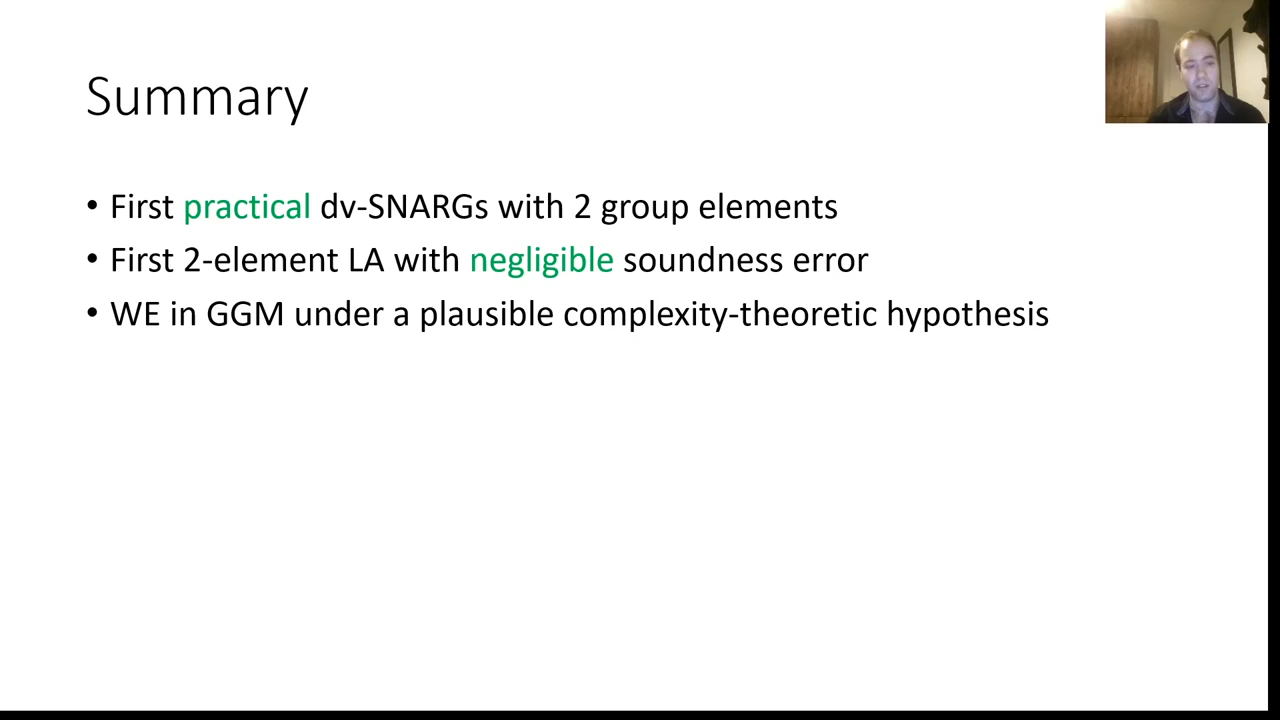 Summary
• First practical dv-SNARGs with 2 group elements
• First 2-element LA with negligible soundness error
• WE in GGM under a plausible complexity-theoretic hypothesis